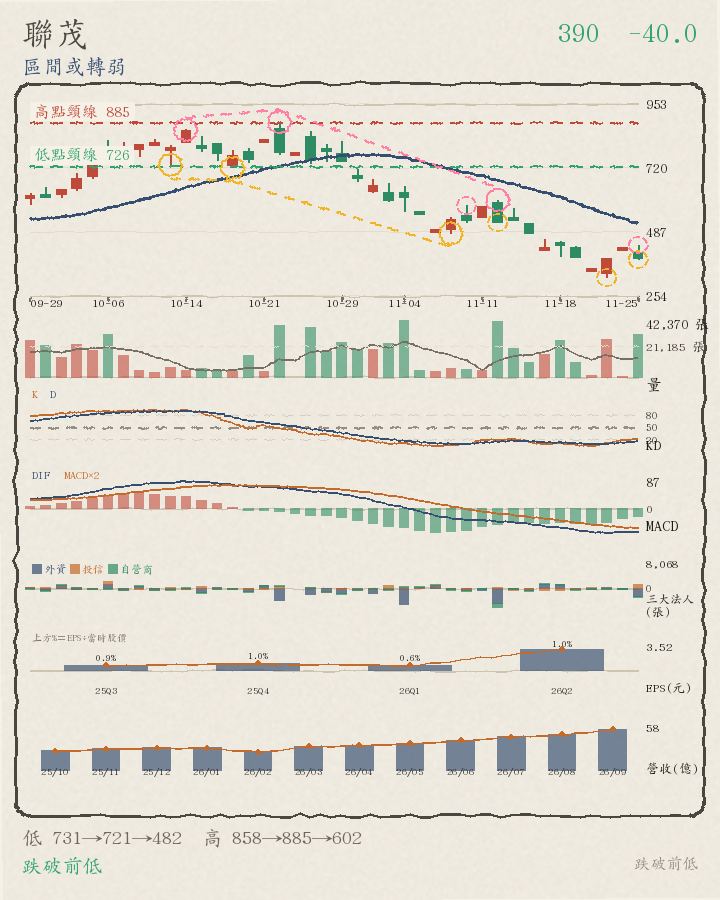 聯茂
390 -40.0
區間或轉弱
高點頸線 885
低點頸線 726
953
720
487
254
09-29 10-06 10-14 10-21 10-29 11-04 11-11 11-18 11-25
42,370 張
21,185 張
量
K D
80
50
20
KD
DIF MACD×2
87
0
MACD
外資 投信 自營商
8,068
0
三大法人
(張)
上方%=EPS÷當時股價
0.9% 1.0% 0.6% 1.0%
3.52
25Q3 25Q4 26Q1 26Q2
EPS(元)
58
25/10 25/11 25/12 26/01 26/02 26/03 26/04 26/05 26/06 26/07 26/08 26/09
營收(億)
低 731→721→482 高 858→885→602
跌破前低
跌破前低